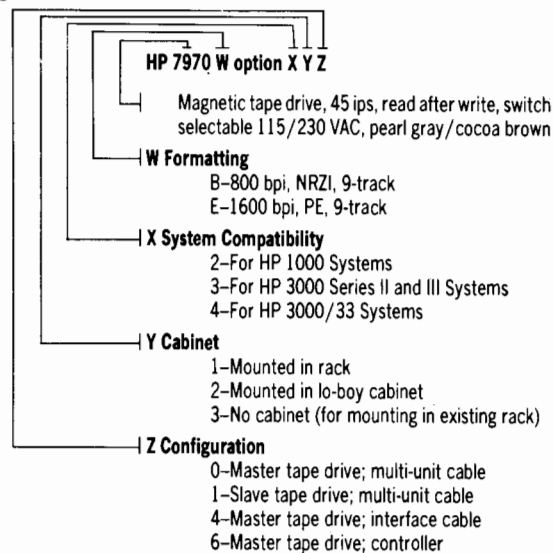 HP 7970 W option X Y Z
Magnetic tape drive, 45 ips, read after write, switch
selectable 115/230 VAC, pearl gray/cocoa brown
W Formatting
B–800 bpi, NRZI, 9-track
E–1600 bpi, PE, 9-track
X System Compatibility
2–For HP 1000 Systems
3–For HP 3000 Series II and III Systems
4–For HP 3000/33 Systems
Y Cabinet
1–Mounted in rack
2–Mounted in lo-boy cabinet
3–No cabinet (for mounting in existing rack)
Z Configuration
0–Master tape drive; multi-unit cable
1–Slave tape drive; multi-unit cable
4–Master tape drive; interface cable
6–Master tape drive; controller